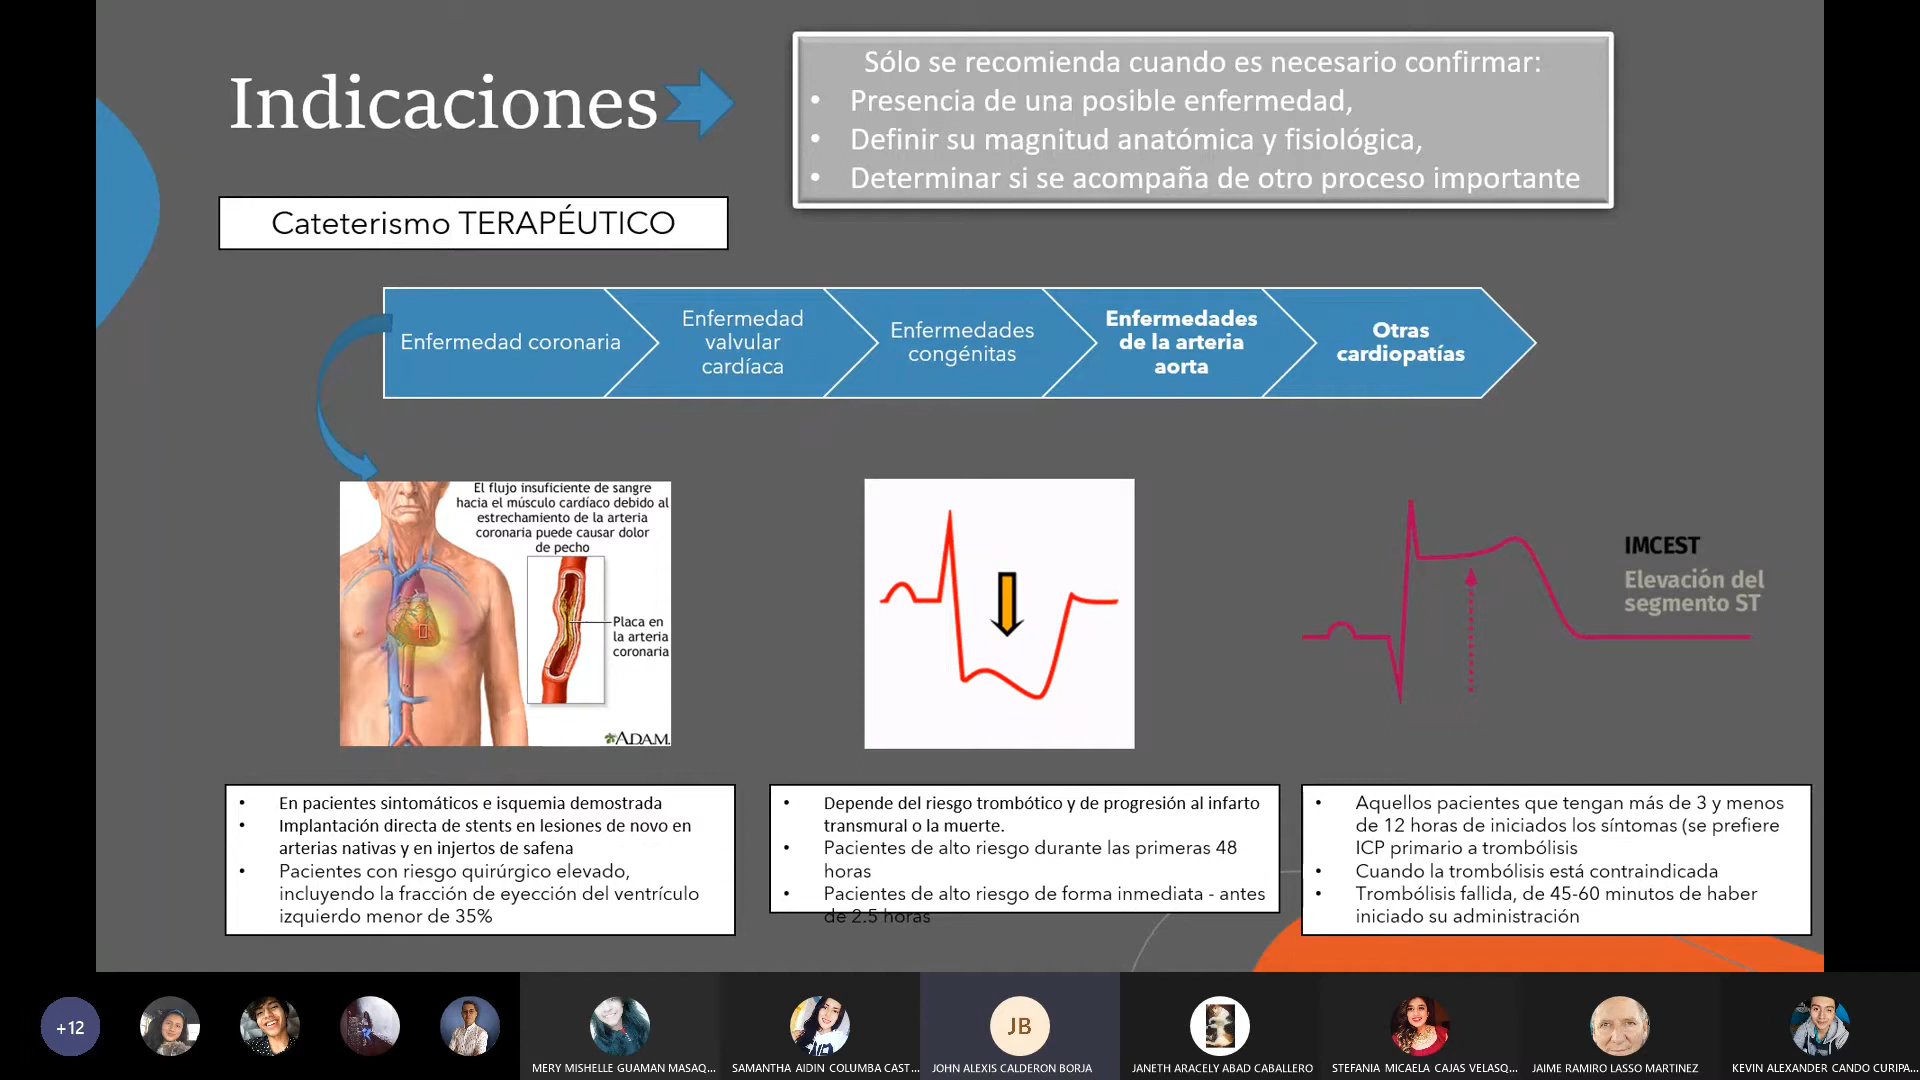 Indicaciones
Sólo se recomienda cuando es necesario confirmar:
• Presencia de una posible enfermedad,
• Definir su magnitud anatómica y fisiológica,
• Determinar si se acompaña de otro proceso importante
Cateterismo TERAPÉUTICO
Enfermedad coronaria
Enfermedad
valvular
cardíaca
Enfermedades
congénitas
Enfermedades
de la arteria
aorta
Otras
cardiopatías
El flujo insuficiente de sangre
hacia el músculo cardíaco debido al
estrechamiento de la arteria
coronaria puede causar dolor
de pecho
Placa en
la arteria
coronaria
ADAM.
IMCEST
Elevación del
segmento ST
• En pacientes sintomáticos e isquemia demostrada
• Implantación directa de stents en lesiones de novo en
arterias nativas y en injertos de safena
• Pacientes con riesgo quirúrgico elevado,
incluyendo la fracción de eyección del ventrículo
izquierdo menor de 35%
• Depende del riesgo trombótico y de progresión al infarto
transmural o la muerte.
• Pacientes de alto riesgo durante las primeras 48
horas
• Pacientes de alto riesgo de forma inmediata - antes
de 2.5 horas
• Aquellos pacientes que tengan más de 3 y menos
de 12 horas de iniciados los síntomas (se prefiere
ICP primario a trombólisis
• Cuando la trombólisis está contraindicada
• Trombólisis fallida, de 45-60 minutos de haber
iniciado su administración
+12
JB
MERY MISHELLE GUAMAN MASAQ...
SAMANTHA AIDIN COLUMBA CAST...
JOHN ALEXIS CALDERON BORJA
JANETH ARACELY ABAD CABALLERO
STEFANIA MICAELA CAJAS VELASQ...
JAIME RAMIRO LASSO MARTINEZ
KEVIN ALEXANDER CANDO CURIPA...